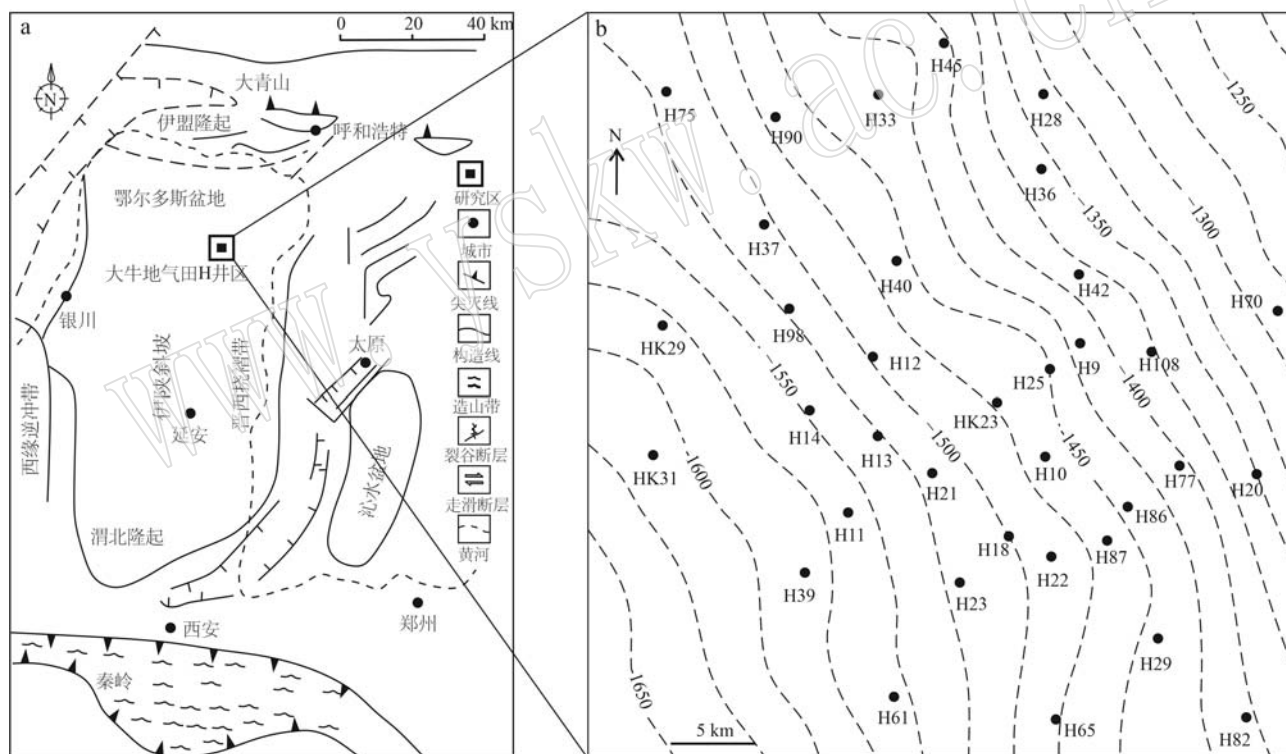 a
0 20 40 km
N
大青山
伊盟隆起
呼和浩特
鄂尔多斯盆地
大牛地气田H井区
银川
伊陕斜坡
晋西挠褶带
太原
西缘逆冲带
延安
沁水盆地
渭北隆起
西安
郑州
秦岭
研究区
城市
尖灭线
构造线
造山带
裂谷断层
走滑断层
黄河
b
N
H45
H75
H90
H33
H28
H36
H37
H40
H42
H70
HK29
H98
H12
H9
H108
H25
HK23
H14
H13
H10
HK31
H21
H77
H20
H11
H86
H18
H87
H22
H39
H23
H29
H61
H65
H82
1250
1300
1350
1400
1450
1500
1550
1600
1650
5 km
www.yskw.ac.cn